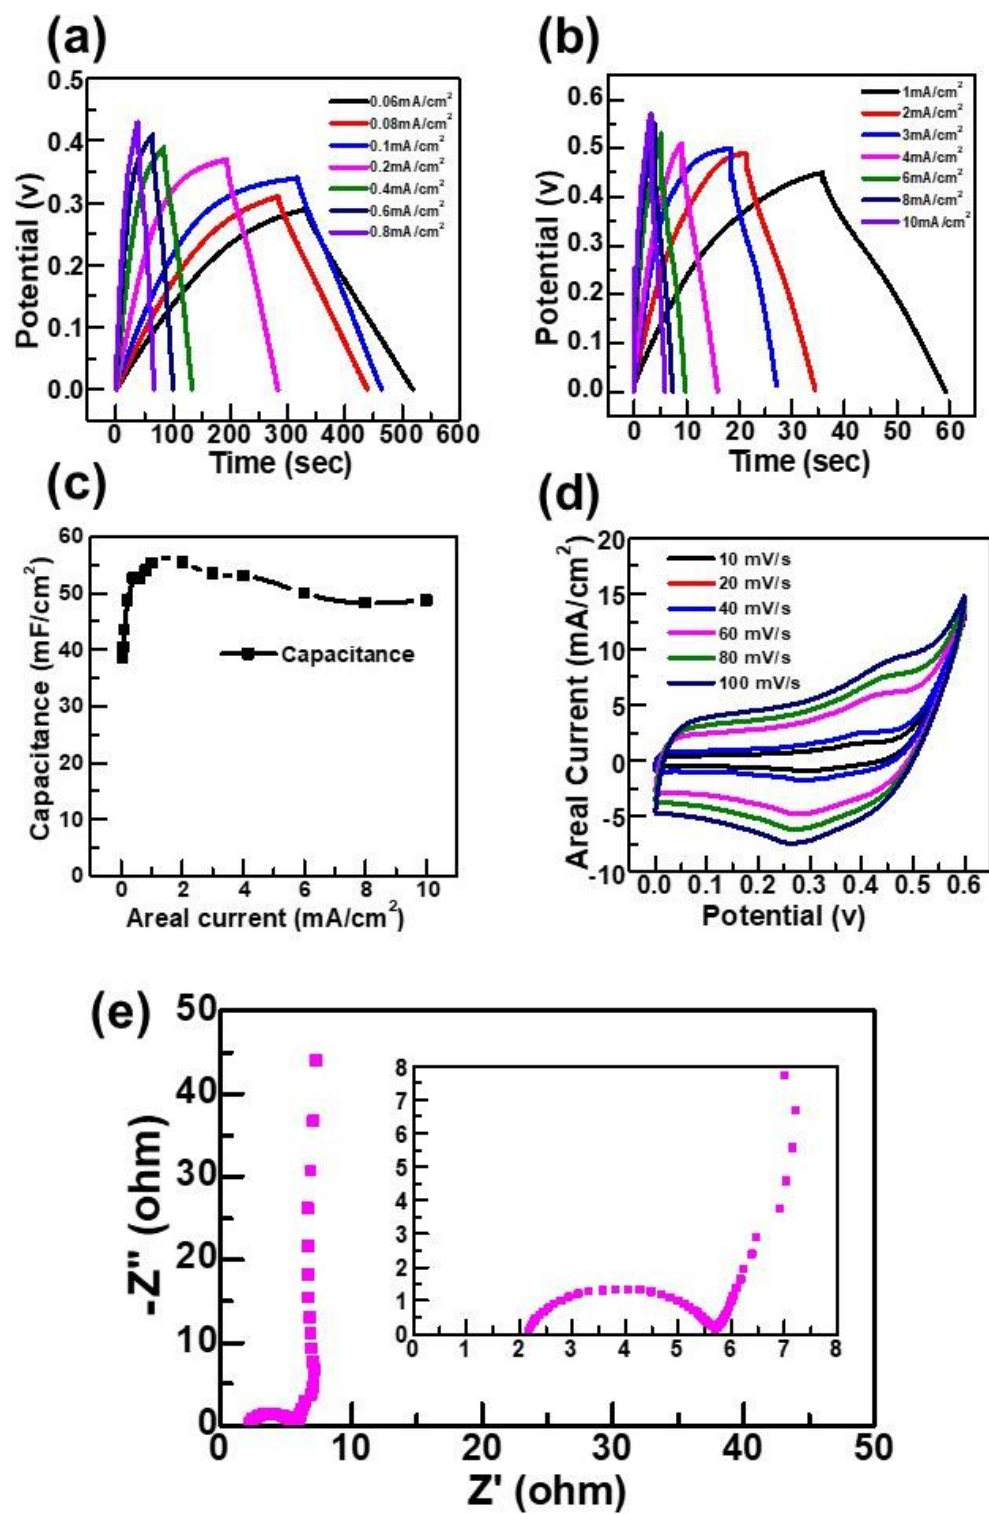 (a)
0.5
0.4
0.3
0.2
0.1
0.0
Potential (v)
0.06mA/cm²
0.08mA/cm²
0.1mA/cm²
0.2mA/cm²
0.4mA/cm²
0.6mA/cm²
0.8mA/cm²
0 100 200 300 400 500 600
Time (sec)
(b)
0.6
0.5
0.4
0.3
0.2
0.1
0.0
Potential (v)
1mA/cm²
2mA/cm²
3mA/cm²
4mA/cm²
6mA/cm²
8mA/cm²
10mA/cm²
0 10 20 30 40 50 60
Time (sec)
(c)
60
50
40
30
20
10
0
Capacitance (mF/cm²)
Capacitance
0 2 4 6 8 10
Areal current (mA/cm²)
(d)
20
15
10
5
0
-5
-10
Areal Current (mA/cm²)
10 mV/s
20 mV/s
40 mV/s
60 mV/s
80 mV/s
100 mV/s
0.0 0.1 0.2 0.3 0.4 0.5 0.6
Potential (v)
(e)
50
40
30
20
10
0
-Z'' (ohm)
8
7
6
5
4
3
2
1
0
0 1 2 3 4 5 6 7 8
0 10 20 30 40 50
Z' (ohm)